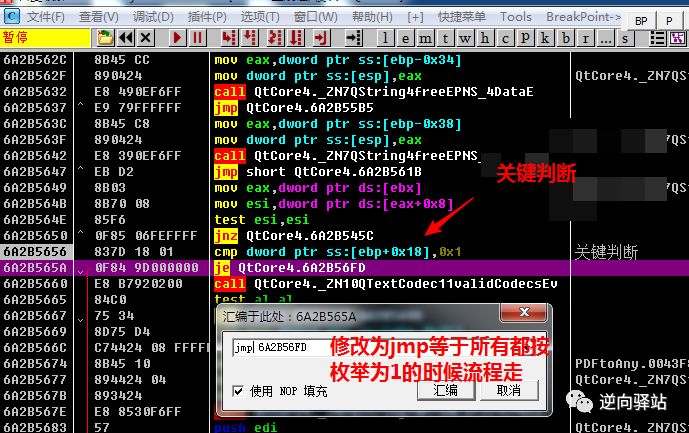 文件(F) 查看(V) 调试(D) 插件(P) 选项(T) 窗口(W) 帮助(H) [+] 快捷菜单 Tools BreakPoint-> BP P
暂停 l e m t w h c p k b r ... s
6A2B562C 8B45 CC mov eax,dword ptr ss:[ebp-0x34]
6A2B562F 890424 mov dword ptr ss:[esp],eax QtCore4._ZN7QS
6A2B5632 E8 490EF6FF call QtCore4._ZN7QString4freeEPNS_4DataE
6A2B5637 ^ E9 79FFFFFF jmp QtCore4.6A2B55B5
6A2B563C 8B45 C8 mov eax,dword ptr ss:[ebp-0x38]
6A2B563F 890424 mov dword ptr ss:[esp],eax
6A2B5642 E8 390EF6FF call QtCore4._ZN7QString4freeEPNS_
6A2B5647 ^ EB D2 jmp short QtCore4.6A2B561B
关键判断
6A2B5649 8B03 mov eax,dword ptr ds:[ebx]
6A2B564B 8B70 08 mov esi,dword ptr ds:[eax+0x8]
6A2B564E 85F6 test esi,esi
6A2B5650 ^ 0F85 06FEFFFF jnz QtCore4.6A2B545C
6A2B5656 837D 18 01 cmp dword ptr ss:[ebp+0x18],0x1 关键判断
6A2B565A 0F84 9D000000 je QtCore4.6A2B56FD
6A2B5660 E8 B7920200 call QtCore4._ZN10QTextCodec11validCodecsEv
6A2B5665 84C0 test al,al
6A2B5667 75 34
汇编于此处：6A2B565A
6A2B5669 8D75 D4
jmp 6A2B56FD
修改为jmp等于所有都按
枚举为1的时候流程走
6A2B566C C74424 08 FFFFF
6A2B5674 8B45 10 PDFtoAny.0043F8
6A2B5677 894424 04
6A2B567B 893424
使用 NOP 填充 汇编 取消
6A2B567E E8 8530F6FF
6A2B5683 57 push edi
逆向驿站